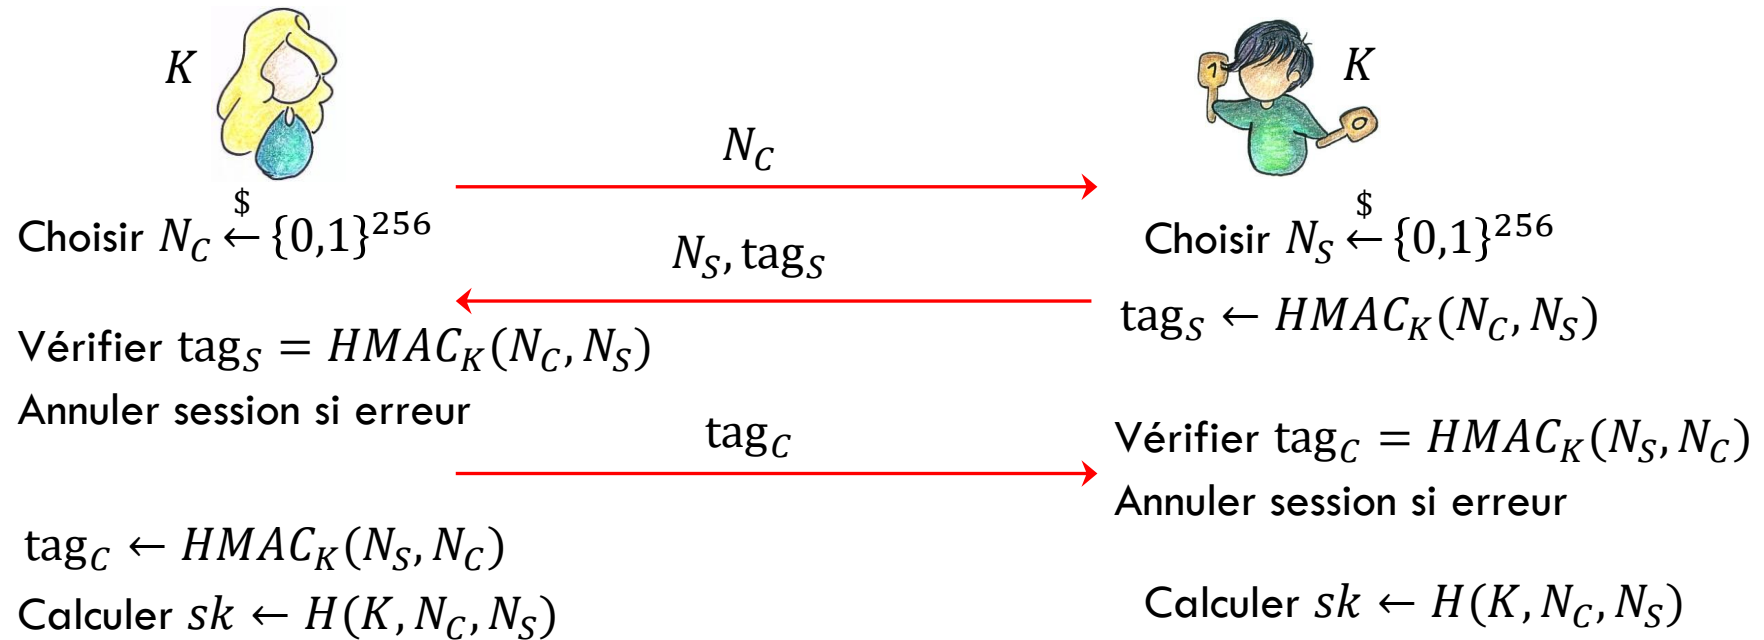 K
K
1
0
N_C
$
Choisir N_C ← {0,1}^256
$
Choisir N_S ← {0,1}^256
N_S, tag_S
tag_S ← HMAC_K(N_C, N_S)
Vérifier tag_S = HMAC_K(N_C, N_S)
Annuler session si erreur
tag_C
Vérifier tag_C = HMAC_K(N_S, N_C)
Annuler session si erreur
tag_C ← HMAC_K(N_S, N_C)
Calculer sk ← H(K, N_C, N_S)
Calculer sk ← H(K, N_C, N_S)